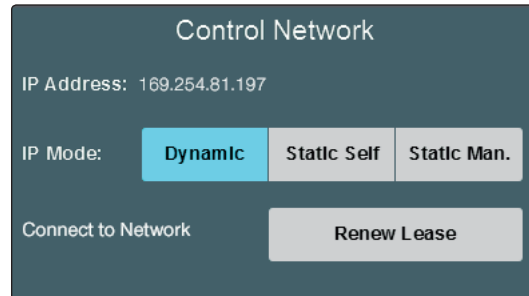 Control Network
IP Address: 169.254.81.197
IP Mode: Dynamic Static Self Static Man.
Connect to Network Renew Lease